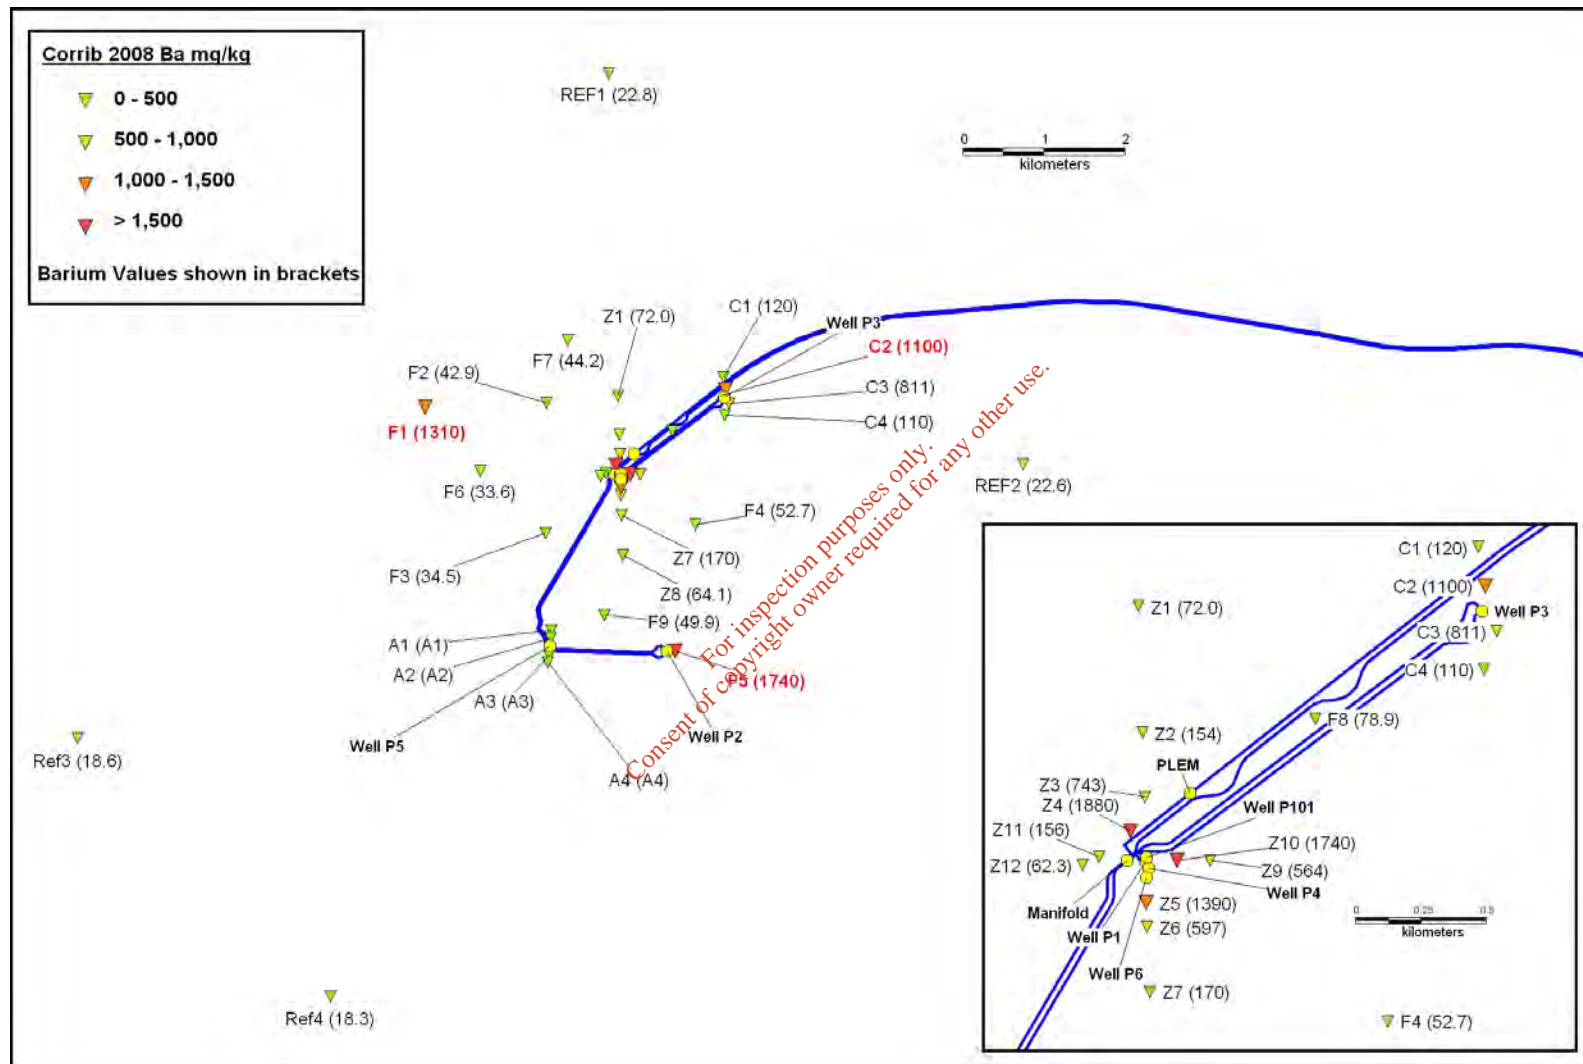 Corrib 2008 Ba mq/kg
0 - 500
500 - 1,000
1,000 - 1,500
> 1,500
Barium Values shown in brackets
REF1 (22.8)
0 1 2
kilometers
C1 (120)
Z1 (72.0)
Well P3
C2 (1100)
F7 (44.2)
F2 (42.9)
C3 (811)
C4 (110)
F1 (1310)
F6 (33.6)
REF2 (22.6)
F4 (52.7)
Z7 (170)
F3 (34.5)
Z8 (64.1)
F9 (49.9)
A1 (A1)
A2 (A2)
A3 (A3)
F5 (1740)
Well P5
Well P2
A4 (A4)
Ref3 (18.6)
Ref4 (18.3)
For inspection purposes only.
Consent of copyright owner required for any other use.
C1 (120)
C2 (1100)
Z1 (72.0)
Well P3
C3 (811)
C4 (110)
F8 (78.9)
Z2 (154)
PLEM
Z3 (743)
Z4 (1880)
Well P101
Z11 (156)
Z10 (1740)
Z12 (62.3)
Z9 (564)
Well P4
Manifold
Z5 (1390)
Z6 (597)
Well P1
Well P6
0 0.25 0.5
kilometers
Z7 (170)
F4 (52.7)